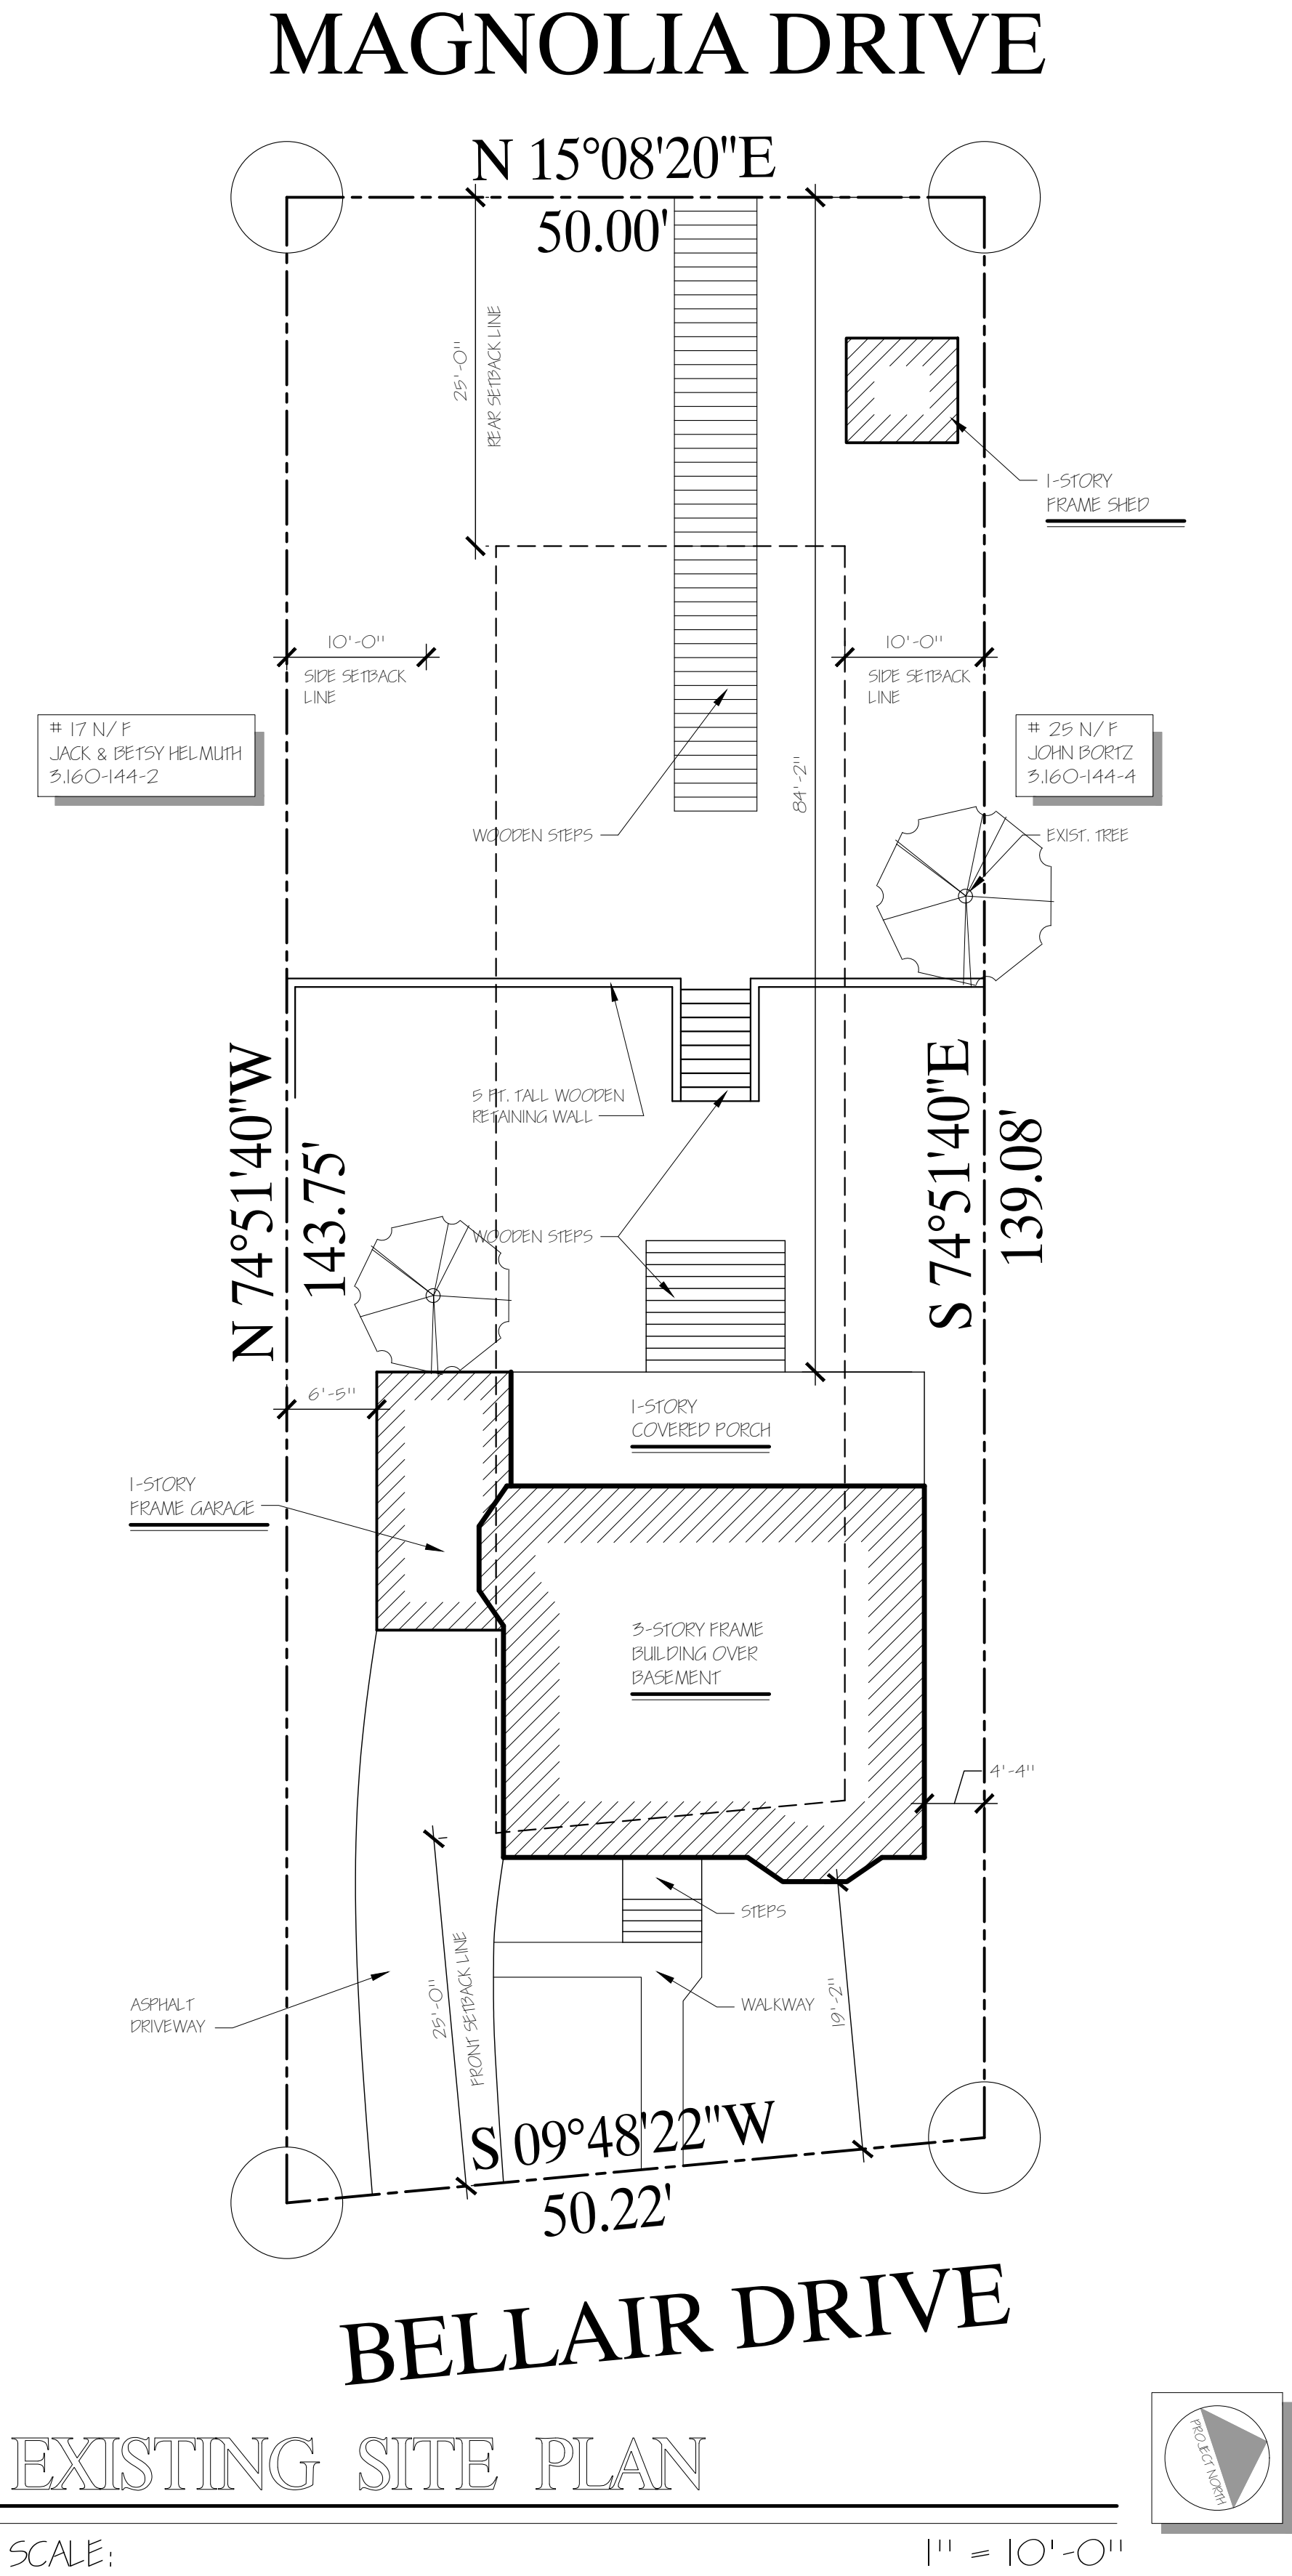 MAGNOLIA DRIVE
N 15°08'20"E
50.00'
25'-0"
REAR SETBACK LINE
1-STORY
FRAME SHED
10'-0"
SIDE SETBACK
LINE
10'-0"
SIDE SETBACK
LINE
# 17 N/F
JACK & BETSY HELMUTH
3.160-144-2
# 25 N/F
JOHN BORTZ
3.160-144-4
84'-2"
WOODEN STEPS
EXIST. TREE
N 74°51'40"W
143.75'
S 74°51'40"E
139.08'
5 FT. TALL WOODEN
RETAINING WALL
WOODEN STEPS
6'-5"
1-STORY
COVERED PORCH
1-STORY
FRAME GARAGE
3-STORY FRAME
BUILDING OVER
BASEMENT
4'-4"
STEPS
25'-0"
FRONT SETBACK LINE
ASPHALT
DRIVEWAY
WALKWAY
19'-2"
S 09°48'22"W
50.22'
BELLAIR DRIVE
EXISTING SITE PLAN
PROJECT NORTH
SCALE: 1" = 10'-0"